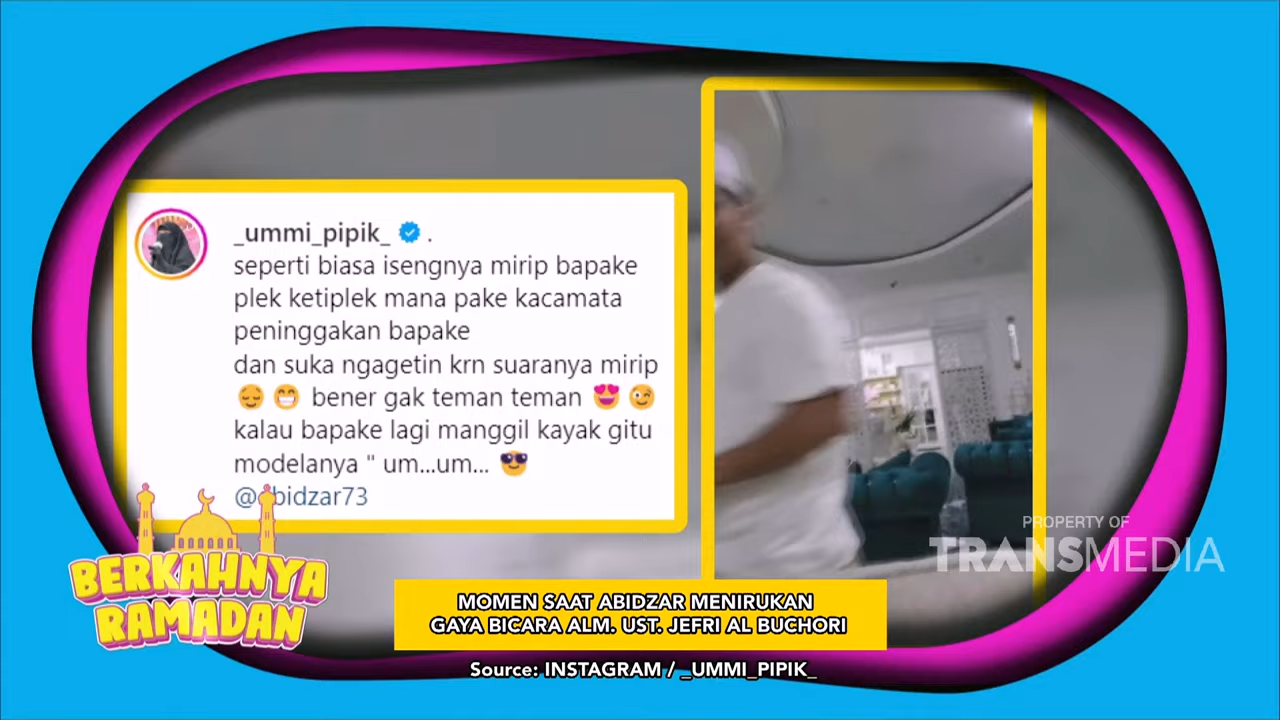 _ummi_pipik_ .
seperti biasa isengnya mirip bapake
plek ketiplek mana pake kacamata
peninggakan bapake
dan suka ngagetin krn suaranya mirip
😌 😁 bener gak teman teman 😍 😉
kalau bapake lagi manggil kayak gitu
modelanya " um...um... 😎
BERKAHNYA
RAMADAN
MOMEN SAAT ABIDZAR MENIRUKAN
GAYA BICARA ALM. UST. JEFRI AL BUCHORI
Source: INSTAGRAM / _UMMI_PIPIK_
PROPERTY OF
TRANSMEDIA